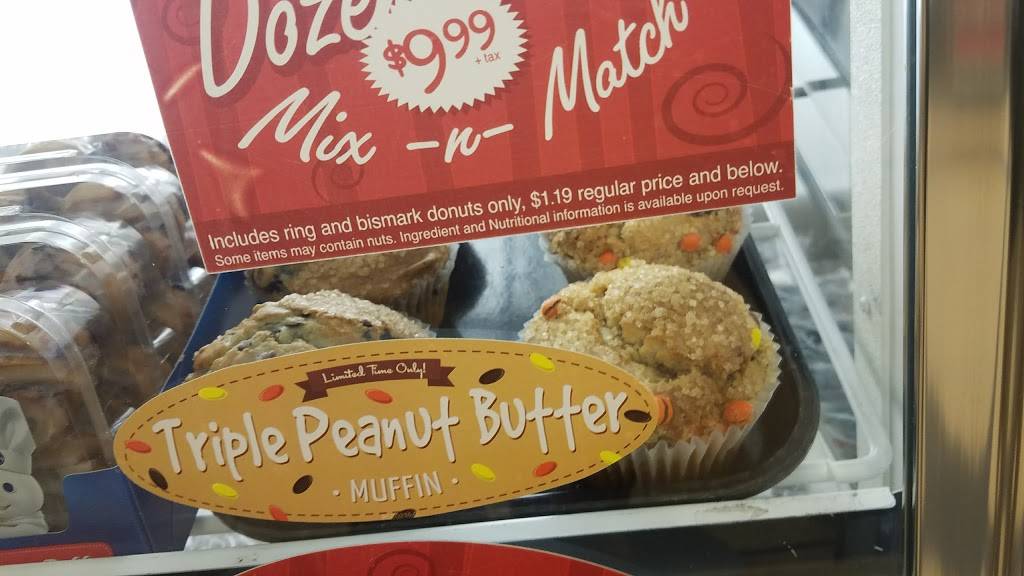 Doze
$9.99
+ tax
Mix -n- Match
Includes ring and bismark donuts only, $1.19 regular price and below.
Some items may contain nuts. Ingredient and Nutritional information is available upon request.
Limited Time Only!
Triple Peanut Butter
· MUFFIN ·